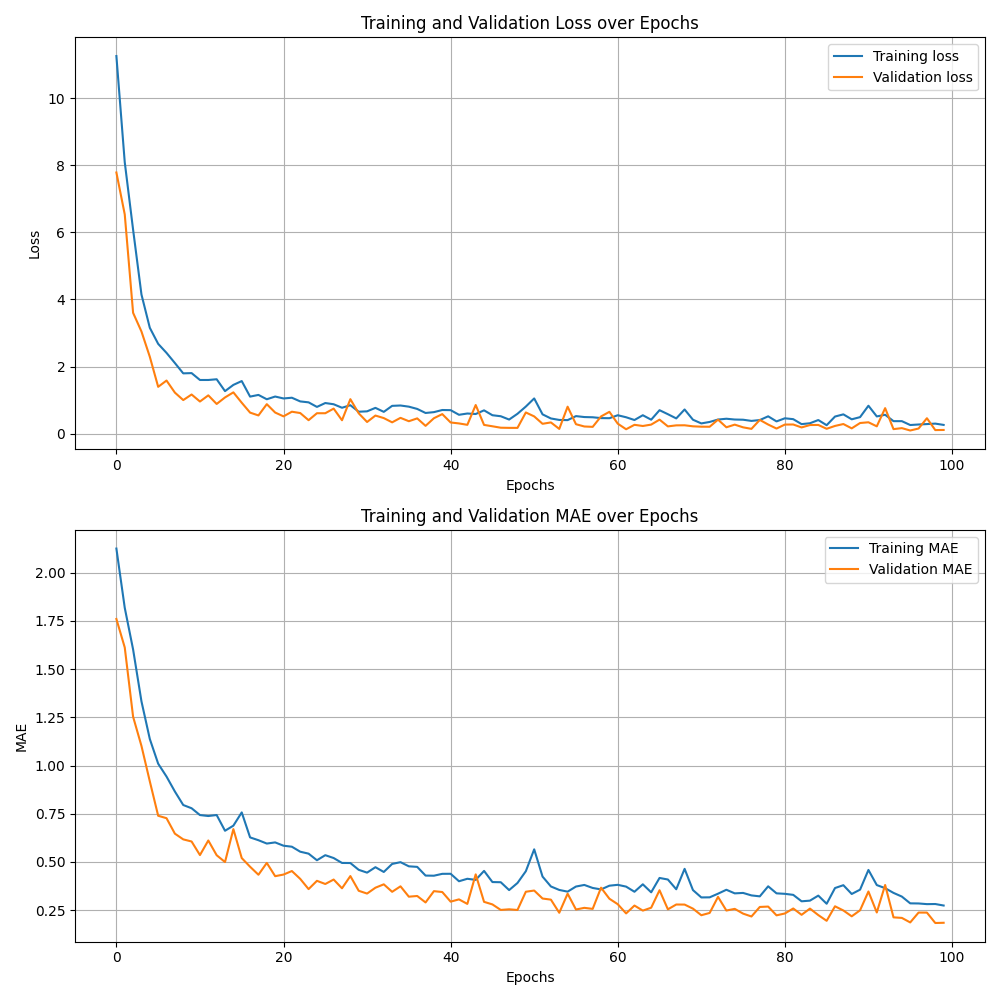 Training and Validation Loss over Epochs
Training loss
Validation loss
10
8
6
4
2
0
Loss
0 20 40 60 80 100
Epochs
Training and Validation MAE over Epochs
Training MAE
Validation MAE
2.00
1.75
1.50
1.25
1.00
0.75
0.50
0.25
MAE
0 20 40 60 80 100
Epochs